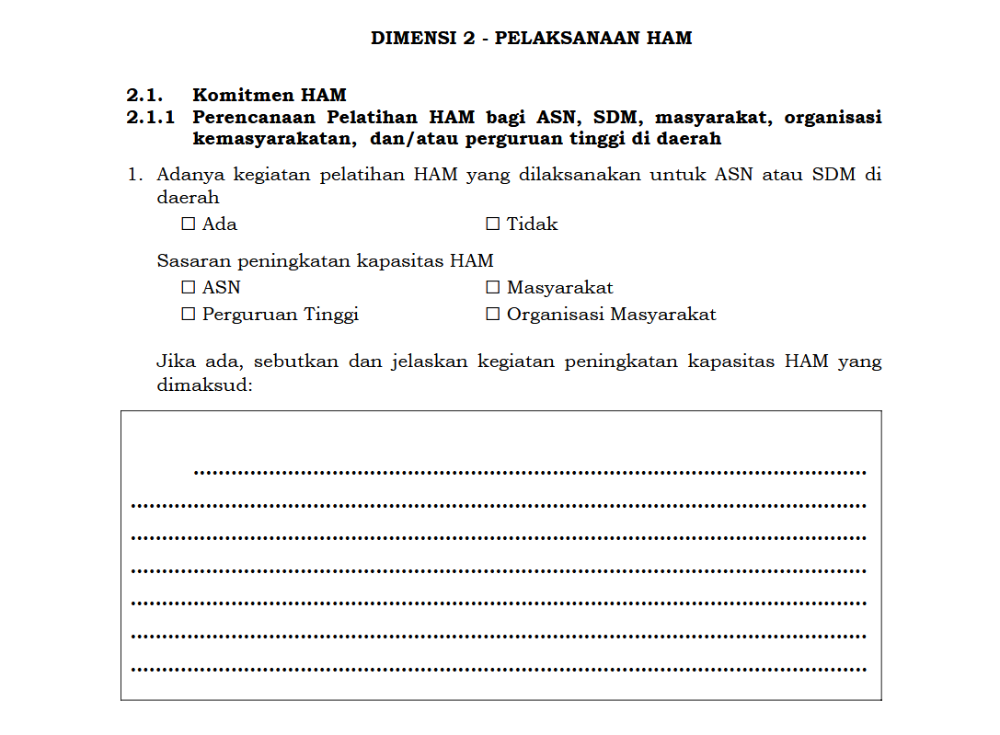 DIMENSI 2 - PELAKSANAAN HAM
2.1. Komitmen HAM
2.1.1 Perencanaan Pelatihan HAM bagi ASN, SDM, masyarakat, organisasi
kemasyarakatan, dan/atau perguruan tinggi di daerah
1. Adanya kegiatan pelatihan HAM yang dilaksanakan untuk ASN atau SDM di
daerah
☐ Ada ☐ Tidak
Sasaran peningkatan kapasitas HAM
☐ ASN ☐ Masyarakat
☐ Perguruan Tinggi ☐ Organisasi Masyarakat
Jika ada, sebutkan dan jelaskan kegiatan peningkatan kapasitas HAM yang
dimaksud: